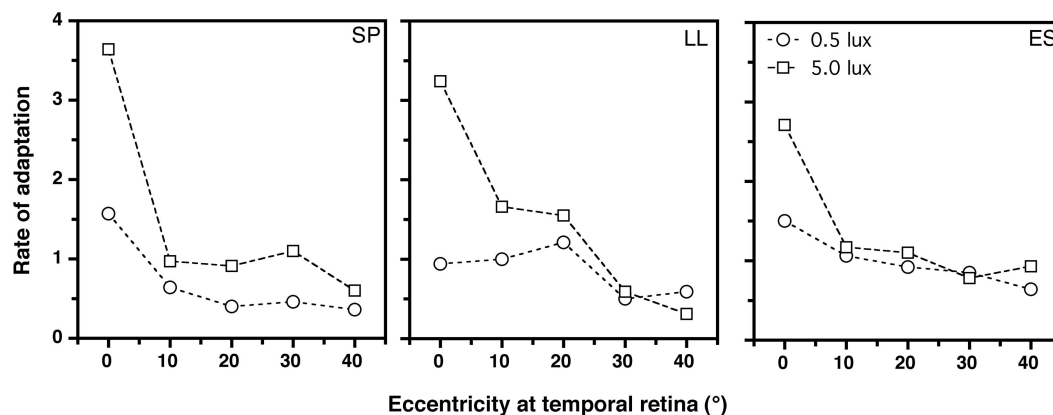 4
3
2
1
0
Rate of adaptation
SP
LL
ES
0.5 lux
5.0 lux
0 10 20 30 40
0 10 20 30 40
0 10 20 30 40
Eccentricity at temporal retina (°)